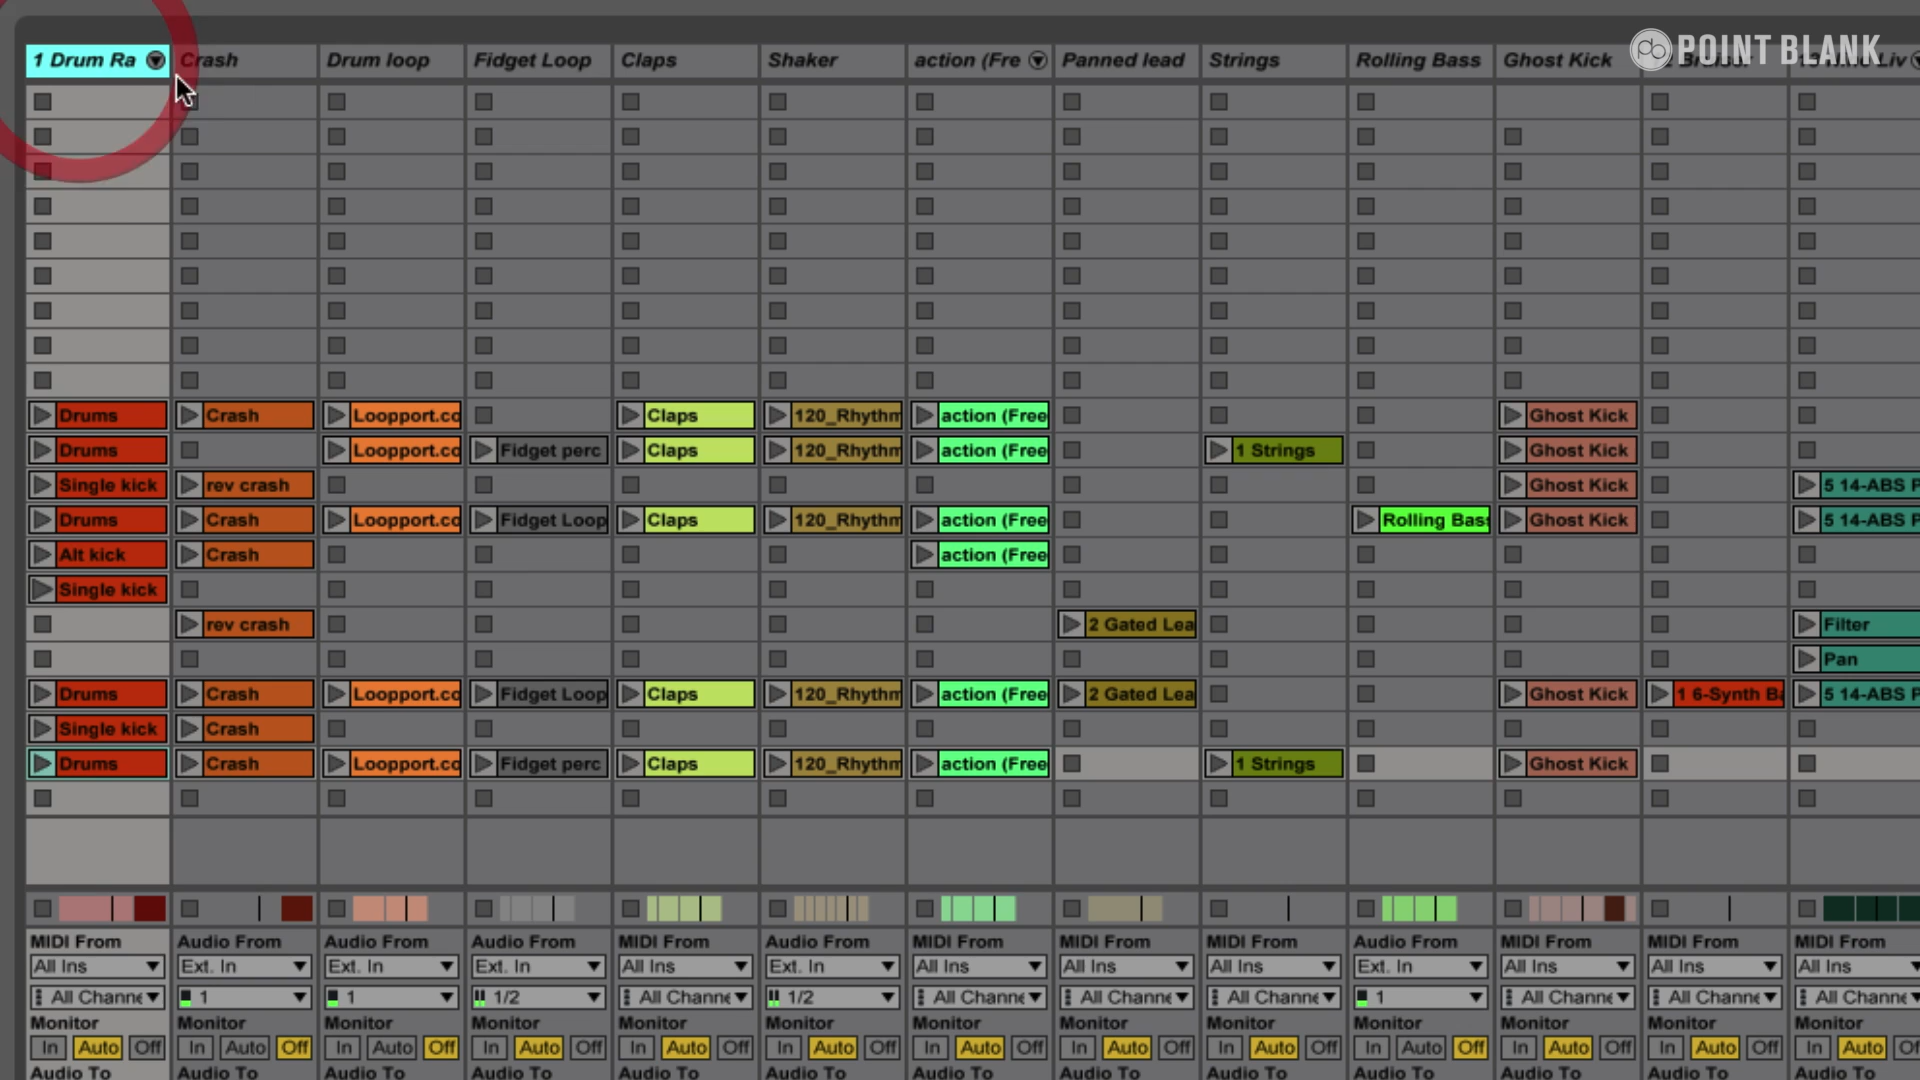 1 Drum Ra Crash Drum loop Fidget Loop Claps Shaker action (Fre Panned lead Strings Rolling Bass Ghost Kick Liv
pb POINT BLANK
Drums Crash Loopport.co Claps 120_Rhythm action (Free Ghost Kick
Drums Loopport.co Fidget perc Claps 120_Rhythm action (Free 1 Strings Ghost Kick
Single kick rev crash Ghost Kick 5 14-ABS P
Drums Crash Loopport.co Fidget Loop Claps 120_Rhythm action (Free Rolling Bass Ghost Kick 5 14-ABS P
Alt kick Crash action (Free
Single kick
rev crash 2 Gated Lea Filter
Pan
Drums Crash Loopport.co Fidget Loop Claps 120_Rhythm action (Free 2 Gated Lea Ghost Kick 1 6-Synth Ba 5 14-ABS P
Single kick Crash
Drums Crash Loopport.co Fidget perc Claps 120_Rhythm action (Free 1 Strings Ghost Kick
MIDI From Audio From Audio From Audio From MIDI From Audio From MIDI From MIDI From MIDI From Audio From MIDI From MIDI From MIDI From
All Ins Ext. In Ext. In Ext. In All Ins Ext. In All Ins All Ins All Ins Ext. In All Ins All Ins All Ins
All Channe 1 1 1/2 All Channe 1/2 All Channe All Channe All Channe 1 All Channe All Channe All Channe
Monitor Monitor Monitor Monitor Monitor Monitor Monitor Monitor Monitor Monitor Monitor Monitor Monitor
In Auto Off In Auto Off In Auto Off In Auto Off In Auto Off In Auto Off In Auto Off In Auto Off In Auto Off In Auto Off In Auto Off In Auto Off In Auto Of
Audio To Audio To Audio To Audio To Audio To Audio To Audio To Audio To Audio To Audio To Audio To Audio To Audio To